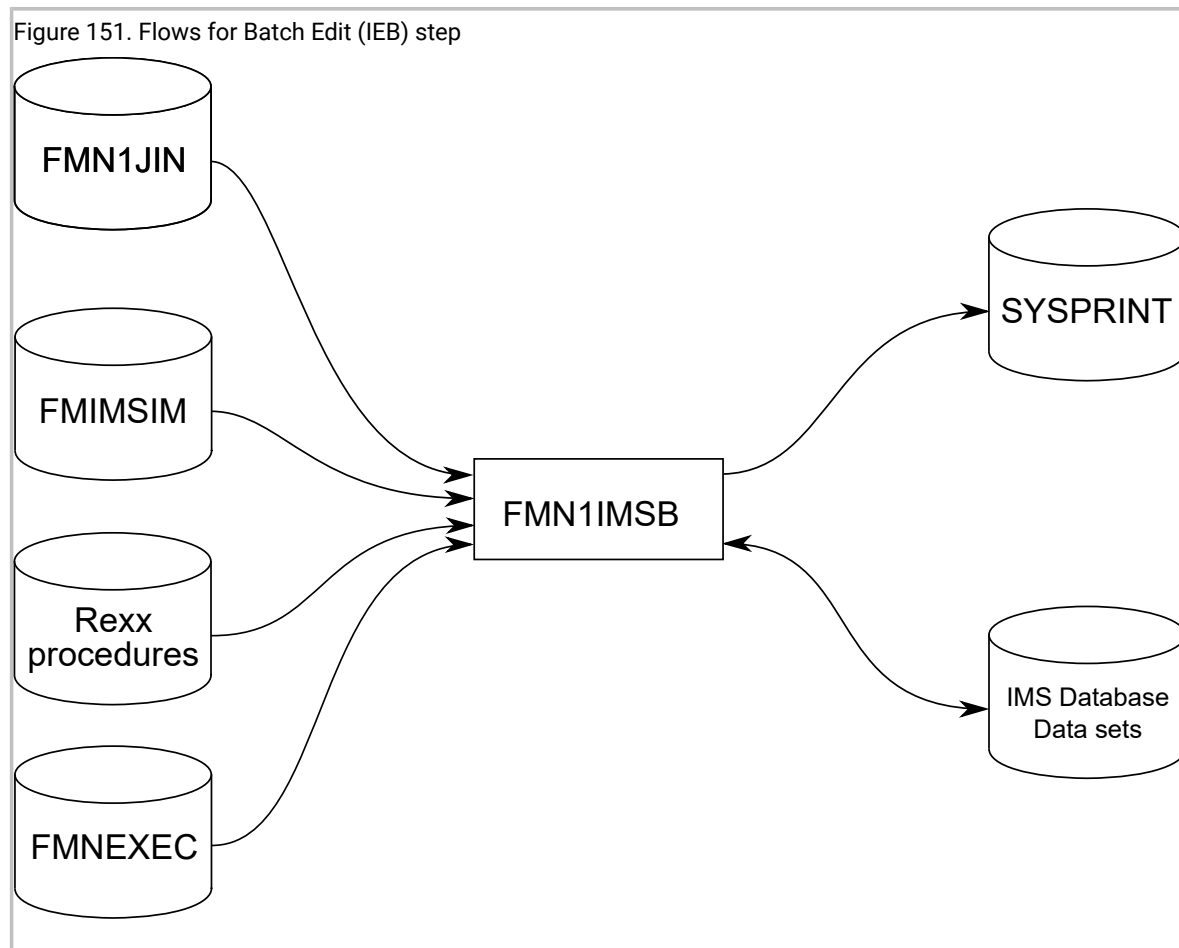 Figure 151. Flows for Batch Edit (IEB) step
FMN1JIN
FMIMSIM
Rexx
procedures
FMNEXEC
FMN1IMSB
SYSPRINT
IMS Database
Data sets